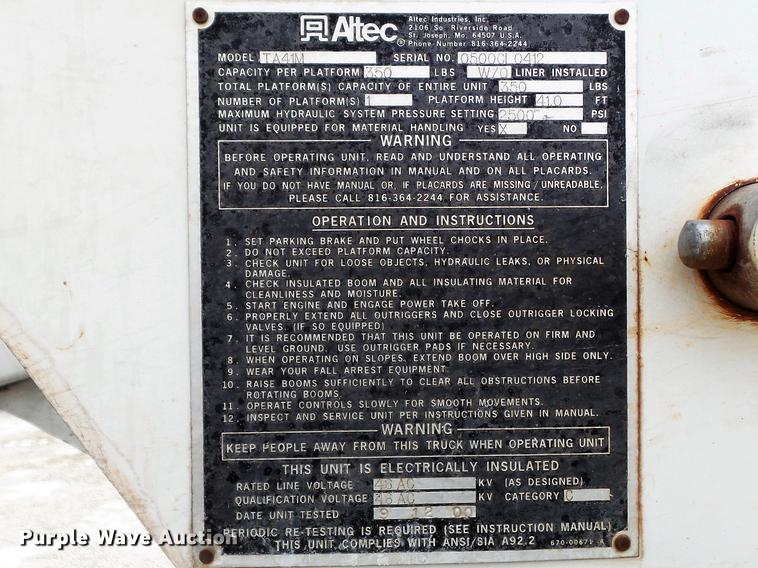 Altec
Altec Industries, Inc.
2106 So. Riverside Road
St. Joseph, Mo. 64507 U.S.A.
Phone Number 816-364-2244
MODEL TA41M SERIAL NO. 0500CL0412
CAPACITY PER PLATFORM 350 LBS W/O LINER INSTALLED
TOTAL PLATFORM(S) CAPACITY OF ENTIRE UNIT 350 LBS
NUMBER OF PLATFORM(S) 1 PLATFORM HEIGHT 41.0 FT
MAXIMUM HYDRAULIC SYSTEM PRESSURE SETTING 2500 PSI
UNIT IS EQUIPPED FOR MATERIAL HANDLING YES X NO
WARNING
BEFORE OPERATING UNIT, READ AND UNDERSTAND ALL OPERATING
AND SAFETY INFORMATION IN MANUAL AND ON ALL PLACARDS.
IF YOU DO NOT HAVE MANUAL OR, IF PLACARDS ARE MISSING/UNREADABLE,
PLEASE CALL 816-364-2244 FOR ASSISTANCE.
OPERATION AND INSTRUCTIONS
1. SET PARKING BRAKE AND PUT WHEEL CHOCKS IN PLACE.
2. DO NOT EXCEED PLATFORM CAPACITY.
3. CHECK UNIT FOR LOOSE OBJECTS, HYDRAULIC LEAKS, OR PHYSICAL
DAMAGE.
4. CHECK INSULATED BOOM AND ALL INSULATING MATERIAL FOR
CLEANLINESS AND MOISTURE.
5. START ENGINE AND ENGAGE POWER TAKE OFF.
6. PROPERLY EXTEND ALL OUTRIGGERS AND CLOSE OUTRIGGER LOCKING
VALVES. (IF SO EQUIPPED)
7. IT IS RECOMMENDED THAT THIS UNIT BE OPERATED ON FIRM AND
LEVEL GROUND. USE OUTRIGGER PADS IF NECESSARY.
8. WHEN OPERATING ON SLOPES, EXTEND BOOM OVER HIGH SIDE ONLY.
9. WEAR YOUR FALL ARREST EQUIPMENT.
10. RAISE BOOMS SUFFICIENTLY TO CLEAR ALL OBSTRUCTIONS BEFORE
ROTATING BOOMS.
11. OPERATE CONTROLS SLOWLY FOR SMOOTH MOVEMENTS.
12. INSPECT AND SERVICE UNIT PER INSTRUCTIONS GIVEN IN MANUAL.
WARNING
KEEP PEOPLE AWAY FROM THIS TRUCK WHEN OPERATING UNIT
THIS UNIT IS ELECTRICALLY INSULATED
RATED LINE VOLTAGE 46 AC KV (AS DESIGNED)
QUALIFICATION VOLTAGE AC KV CATEGORY C
DATE UNIT TESTED 9 12 00
PERIODIC RE-TESTING IS REQUIRED (SEE INSTRUCTION MANUAL)
THIS UNIT COMPLIES WITH ANSI/SIA A92.2 670-00671 A
Purple Wave Auction